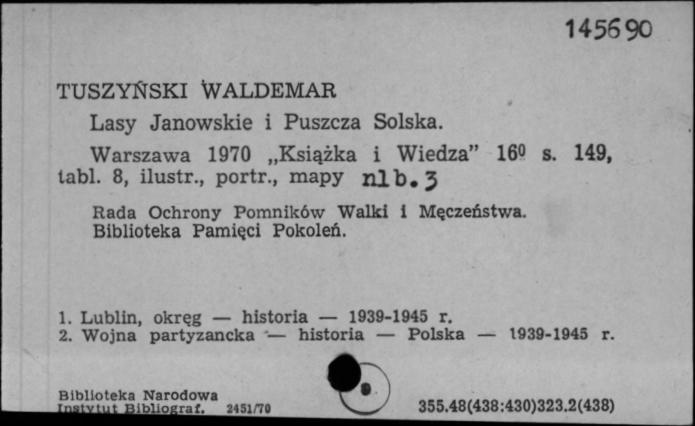 145690
TUSZYŃSKI WALDEMAR
Lasy Janowskie i Puszcza Solska.
Warszawa 1970 „Książka i Wiedza” 16º s. 149,
tabl. 8, ilustr., portr., mapy nlb. 3
Rada Ochrony Pomników Walki i Męczeństwa.
Biblioteka Pamięci Pokoleń.
1. Lublin, okręg — historia — 1939-1945 r.
2. Wojna partyzancka — historia — Polska — 1939-1945 r.
Biblioteka Narodowa
Instytut Bibliograf. 2451/70
355.48(438:430)323.2(438)